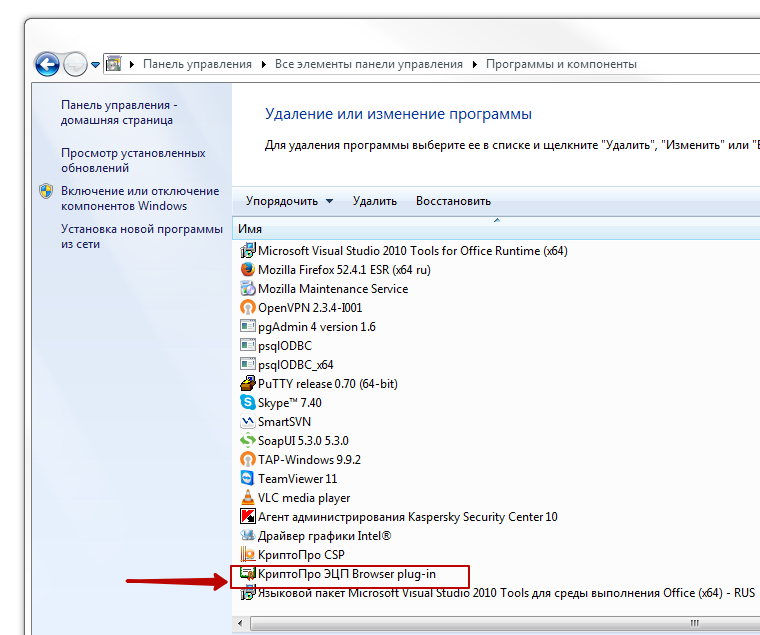 Панель управления
Все элементы панели управления
Программы и компоненты
Панель управления -
домашняя страница
Просмотр установленных
обновлений
Включение или отключение
компонентов Windows
Установка новой программы
из сети
Удаление или изменение программы
Для удаления программы выберите ее в списке и щелкните "Удалить", "Изменить" или "В
Упорядочить
Удалить
Восстановить
Имя
Microsoft Visual Studio 2010 Tools for Office Runtime (x64)
Mozilla Firefox 52.4.1 ESR (x64 ru)
Mozilla Maintenance Service
OpenVPN 2.3.4-I001
pgAdmin 4 version 1.6
psqlODBC
psqlODBC_x64
PuTTY release 0.70 (64-bit)
Skype™ 7.40
SmartSVN
SoapUI 5.3.0 5.3.0
TAP-Windows 9.9.2
TeamViewer 11
VLC media player
Агент администрирования Kaspersky Security Center 10
Драйвер графики Intel®
КриптоПро CSP
КриптоПро ЭЦП Browser plug-in
Языковой пакет Microsoft Visual Studio 2010 Tools для среды выполнения Office (x64) - RUS